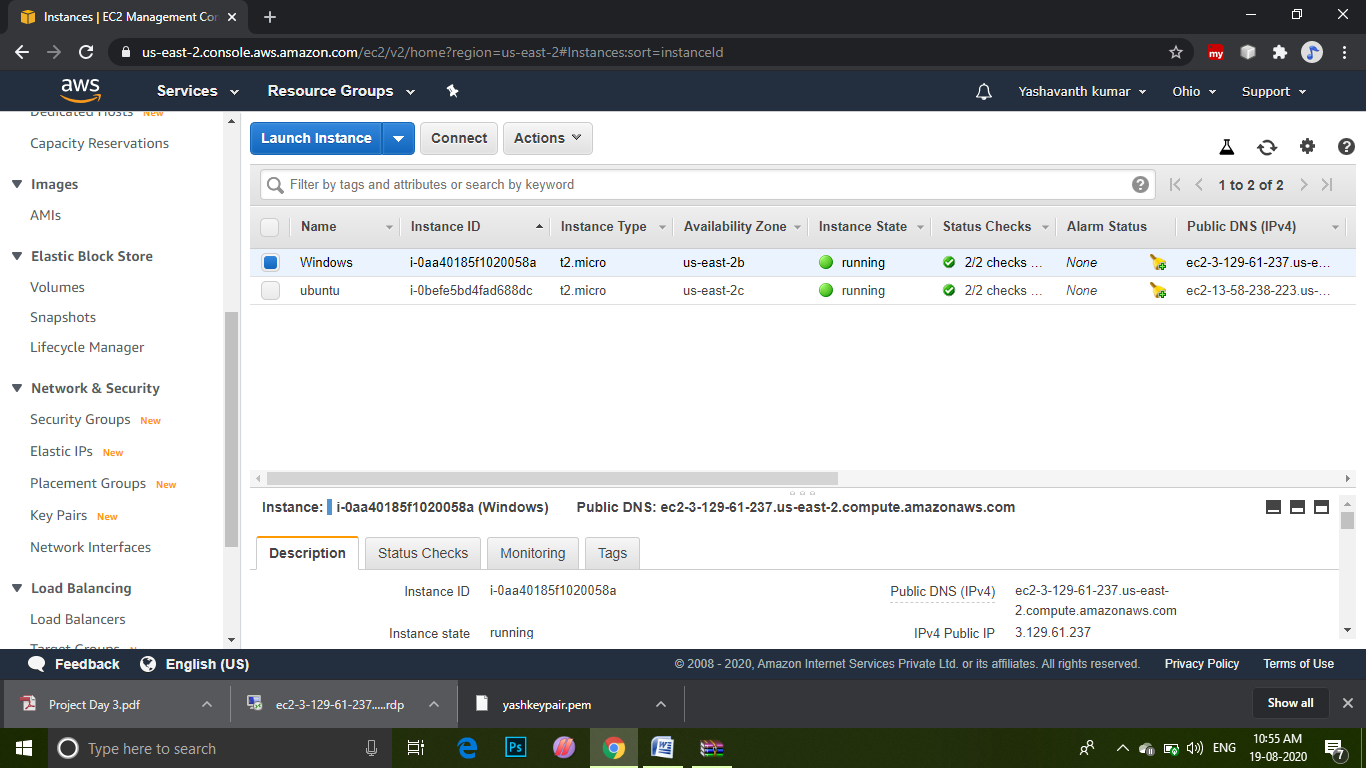 Instances | EC2 Management Con
us-east-2.console.aws.amazon.com/ec2/v2/home?region=us-east-2#Instances:sort=instanceId
my
aws Services Resource Groups Yashavanth kumar Ohio Support
Dedicated Hosts New
Capacity Reservations
Images
AMIs
Elastic Block Store
Volumes
Snapshots
Lifecycle Manager
Network & Security
Security Groups New
Elastic IPs New
Placement Groups New
Key Pairs New
Network Interfaces
Load Balancing
Load Balancers
Target Groups
Launch Instance Connect Actions
Filter by tags and attributes or search by keyword 1 to 2 of 2
Name Instance ID Instance Type Availability Zone Instance State Status Checks Alarm Status Public DNS (IPv4)
Windows i-0aa40185f1020058a t2.micro us-east-2b running 2/2 checks ... None ec2-3-129-61-237.us-e...
ubuntu i-0befe5bd4fad688dc t2.micro us-east-2c running 2/2 checks ... None ec2-13-58-238-223.us-...
Instance: i-0aa40185f1020058a (Windows) Public DNS: ec2-3-129-61-237.us-east-2.compute.amazonaws.com
Description Status Checks Monitoring Tags
Instance ID i-0aa40185f1020058a Public DNS (IPv4) ec2-3-129-61-237.us-east-
2.compute.amazonaws.com
Instance state running IPv4 Public IP 3.129.61.237
Feedback English (US) © 2008 - 2020, Amazon Internet Services Private Ltd. or its affiliates. All rights reserved. Privacy Policy Terms of Use
Project Day 3.pdf ec2-3-129-61-237.....rdp yashkeypair.pem Show all
Type here to search Ps ENG 10:55 AM
19-08-2020 7